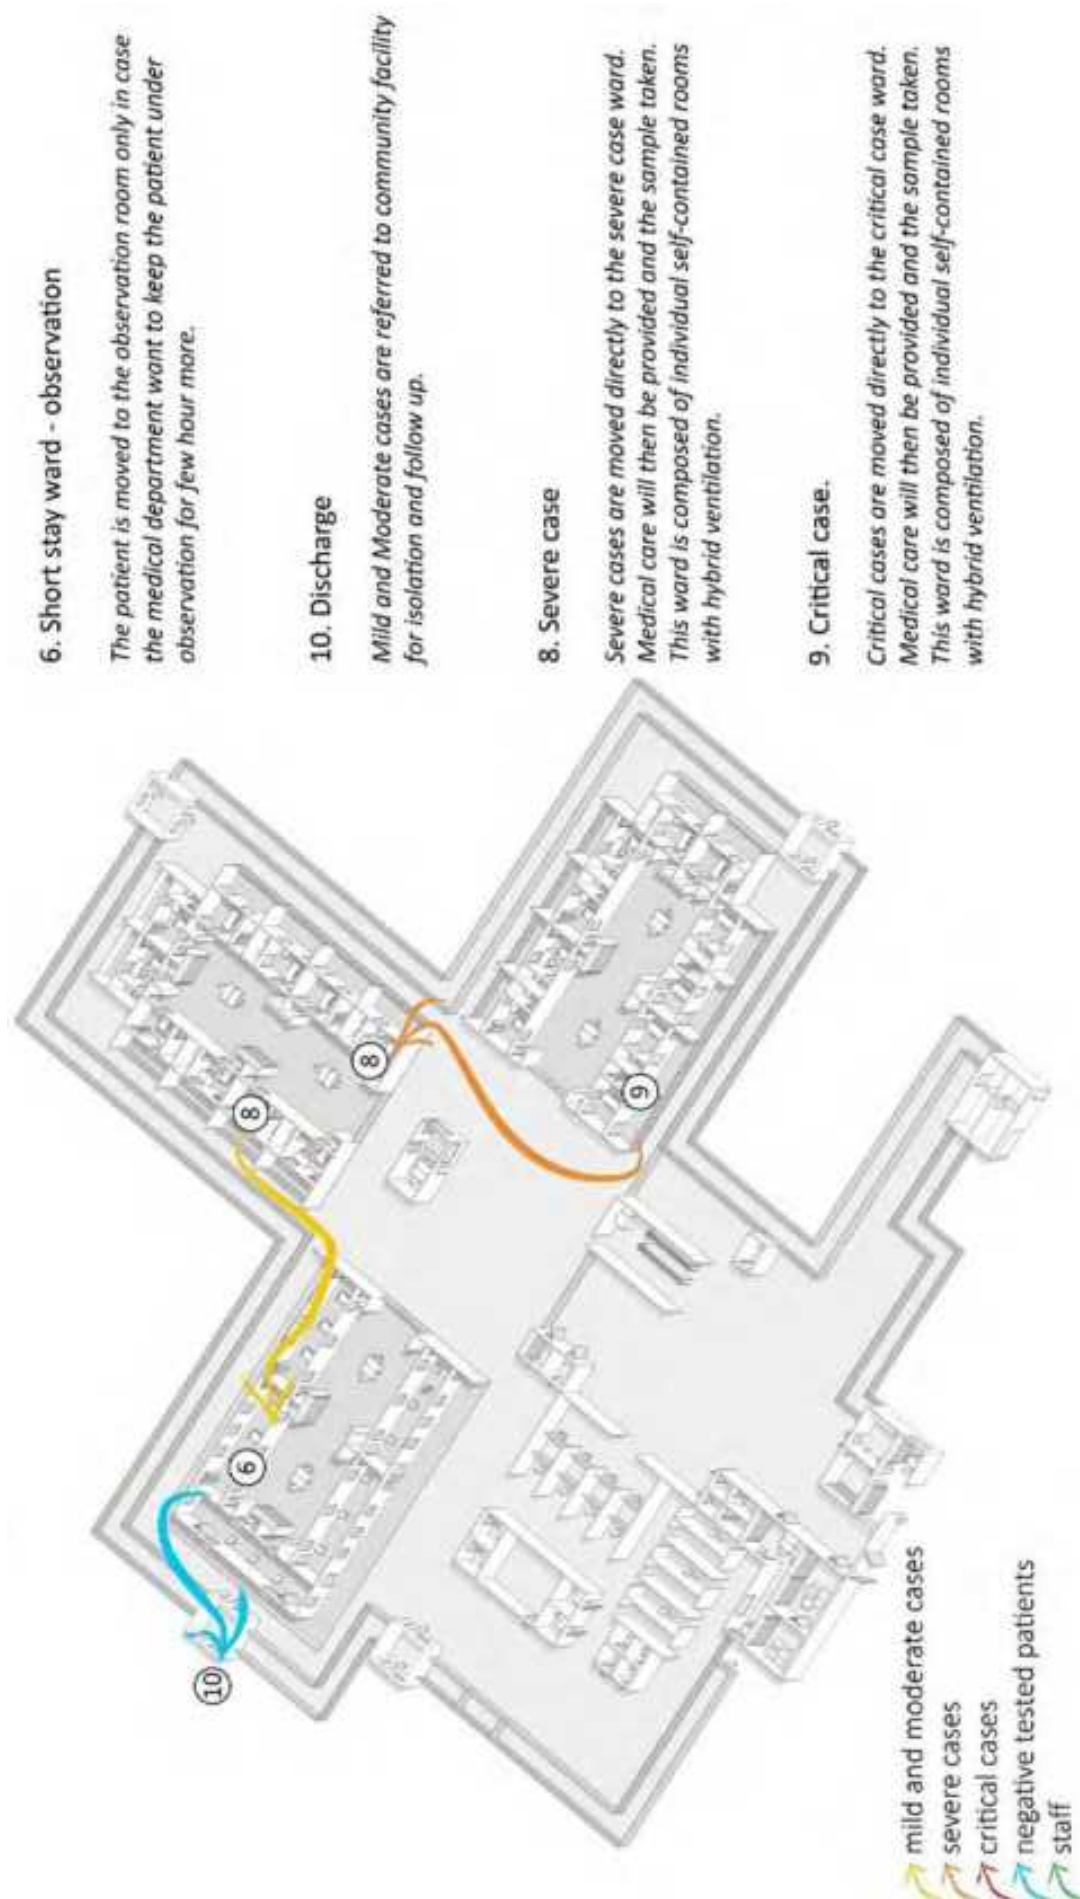 6. Short stay ward - observation
The patient is moved to the observation room only in case
the medical department want to keep the patient under
observation for few hour more.
10. Discharge
Mild and Moderate cases are referred to community facility
for isolation and follow up.
8. Severe case
Severe cases are moved directly to the severe case ward.
Medical care will then be provided and the sample taken.
This ward is composed of individual self-contained rooms
with hybrid ventilation.
9. Critical case.
Critical cases are moved directly to the critical case ward.
Medical care will then be provided and the sample taken.
This ward is composed of individual self-contained rooms
with hybrid ventilation.
10
6
8
8
9
mild and moderate cases
severe cases
critical cases
negative tested patients
staff